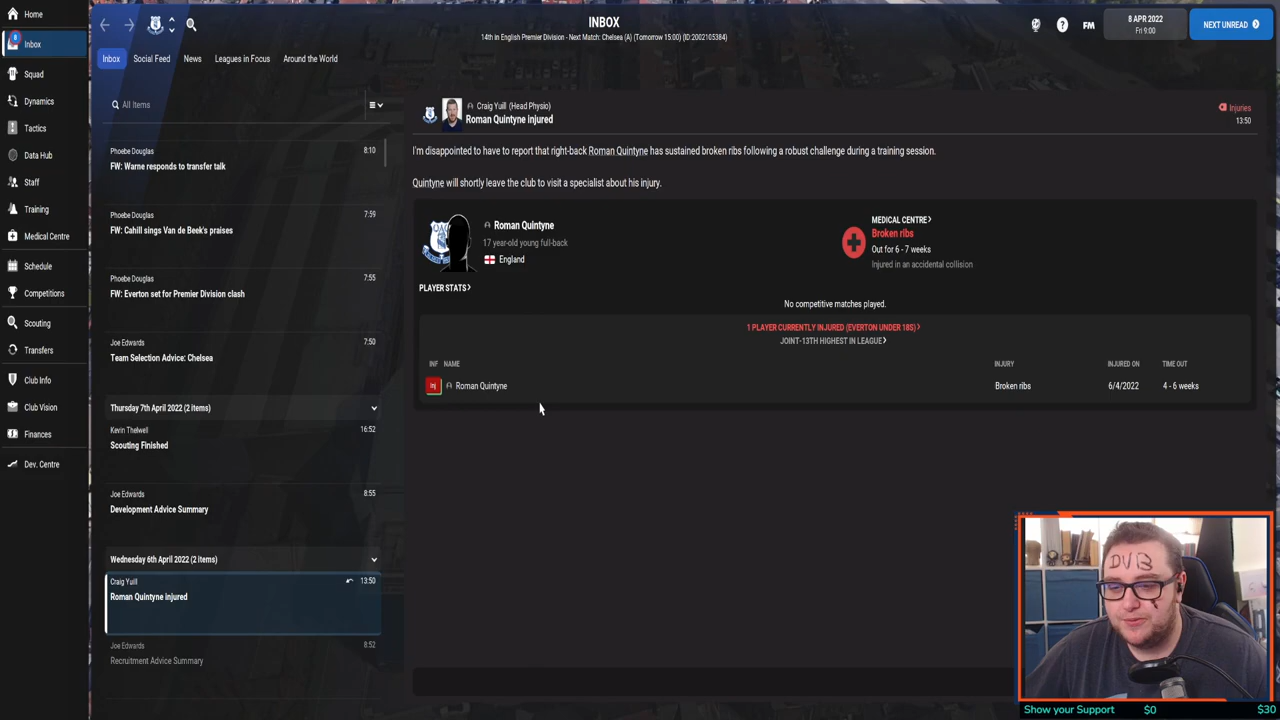 Home
INBOX
8 APR 2022
Fri 9:00
FM
NEXT UNREAD
14th in English Premier Division - Next Match: Chelsea (A) (Tomorrow 15:00) (ID:2002105384)
Inbox
Squad
Dynamics
Tactics
Data Hub
Staff
Training
Medical Centre
Schedule
Competitions
Scouting
Transfers
Club Info
Club Vision
Finances
Dev. Centre
Inbox
Social Feed
News
Leagues in Focus
Around the World
All Items
Phoebe Douglas 8:10
FW: Warne responds to transfer talk
Phoebe Douglas 7:59
FW: Cahill sings Van de Beek's praises
Phoebe Douglas 7:55
FW: Everton set for Premier Division clash
Joe Edwards 7:50
Team Selection Advice: Chelsea
Thursday 7th April 2022 (2 items)
Kevin Thelwell 16:52
Scouting Finished
Joe Edwards 8:55
Development Advice Summary
Wednesday 6th April 2022 (2 items)
Craig Yuill 13:50
Roman Quintyne injured
Joe Edwards 8:52
Recruitment Advice Summary
Craig Yuill (Head Physio)
Roman Quintyne injured
Injuries
13:50
I'm disappointed to have to report that right-back Roman Quintyne has sustained broken ribs following a robust challenge during a training session.
Quintyne will shortly leave the club to visit a specialist about his injury.
Roman Quintyne
17 year-old young full-back
England
MEDICAL CENTRE>
Broken ribs
Out for 6 - 7 weeks
Injured in an accidental collision
PLAYER STATS>
No competitive matches played.
1 PLAYER CURRENTLY INJURED (EVERTON UNDER 18S)>
JOINT-13TH HIGHEST IN LEAGUE>
INF NAME INJURY INJURED ON TIME OUT
Inj Roman Quintyne Broken ribs 6/4/2022 4 - 6 weeks
Show your Support $0 $30